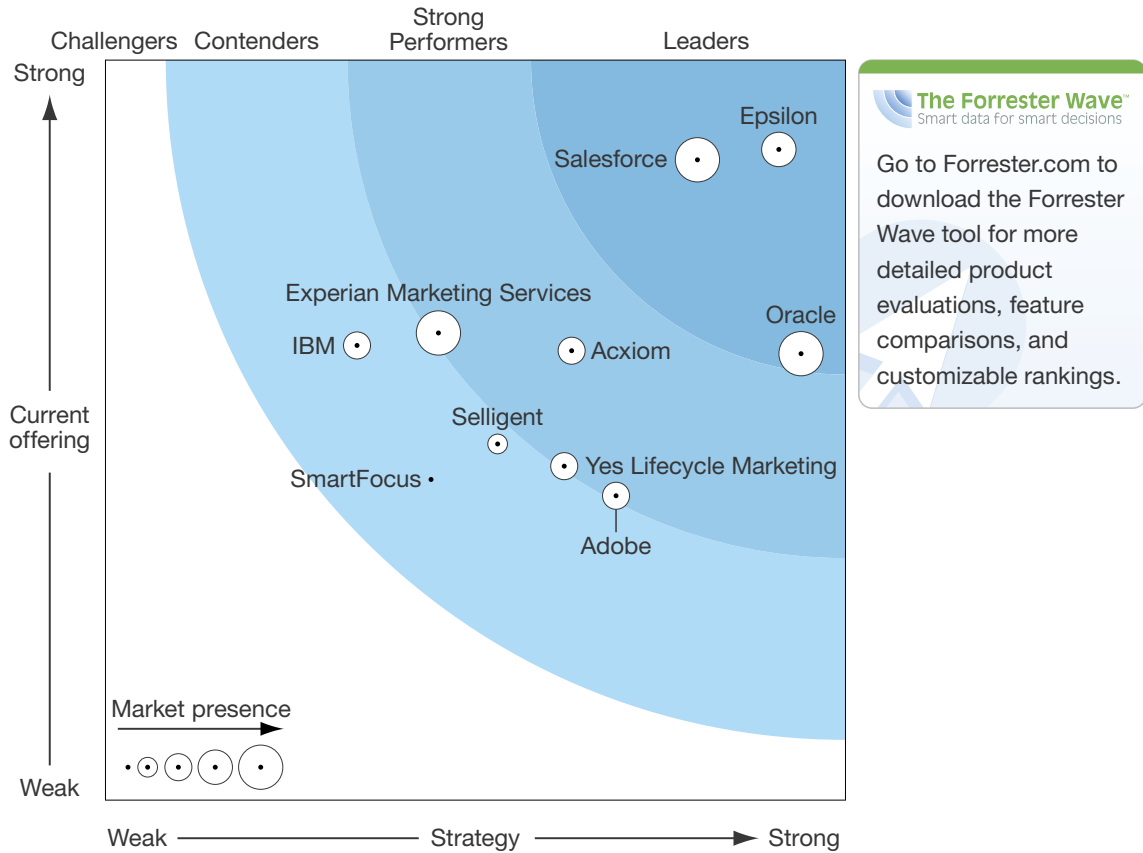 Challengers
Contenders
Strong
Performers
Leaders
Strong
Current
offering
Weak
Epsilon
Salesforce
Experian Marketing Services
IBM
Acxiom
Oracle
Selligent
Yes Lifecycle Marketing
SmartFocus
Adobe
Market presence
Weak
Strategy
Strong
The Forrester Wave™
Smart data for smart decisions
Go to Forrester.com to
download the Forrester
Wave tool for more
detailed product
evaluations, feature
comparisons, and
customizable rankings.